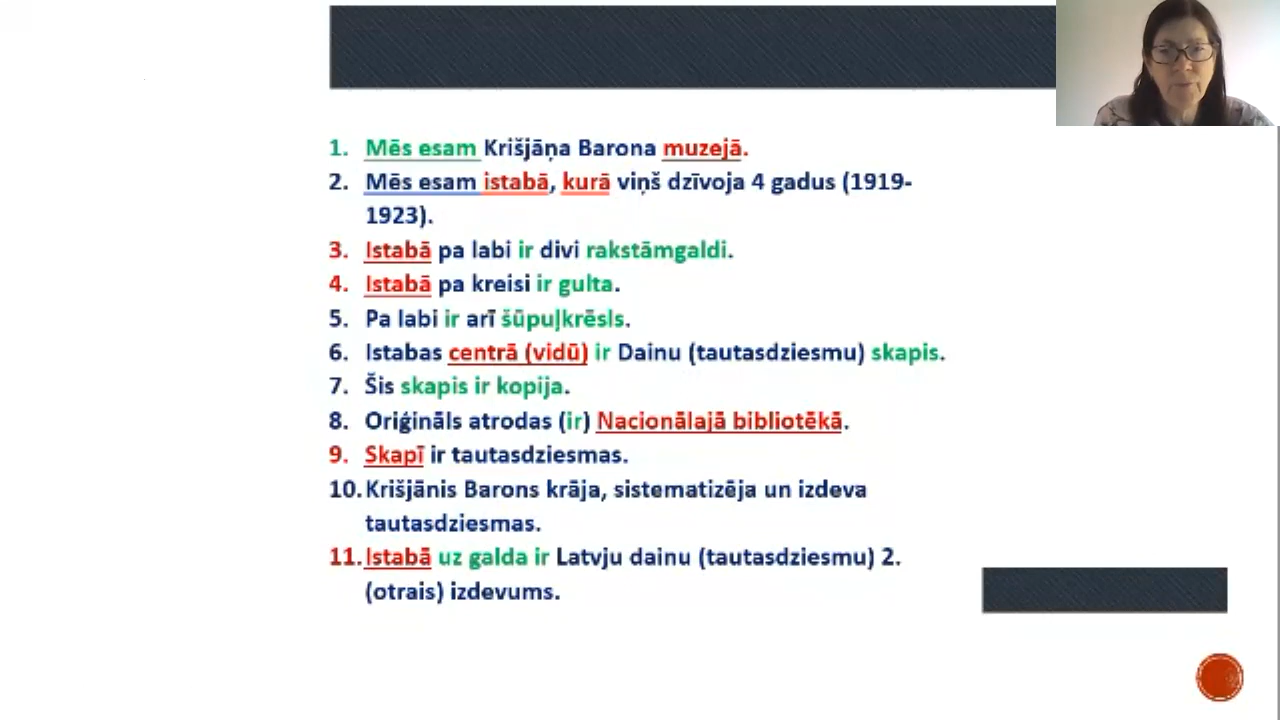 1. Mēs esam Krišjāņa Barona muzejā.
2. Mēs esam istabā, kurā viņš dzīvoja 4 gadus (1919-
1923).
3. Istabā pa labi ir divi rakstāmgaldi.
4. Istabā pa kreisi ir gulta.
5. Pa labi ir arī šūpuļkrēsls.
6. Istabas centrā (vidū) ir Dainu (tautasdziesmu) skapis.
7. Šis skapis ir kopija.
8. Oriģināls atrodas (ir) Nacionālajā bibliotēkā.
9. Skapī ir tautasdziesmas.
10. Krišjānis Barons krāja, sistematizēja un izdeva
tautasdziesmas.
11. Istabā uz galda ir Latvju dainu (tautasdziesmu) 2.
(otrais) izdevums.